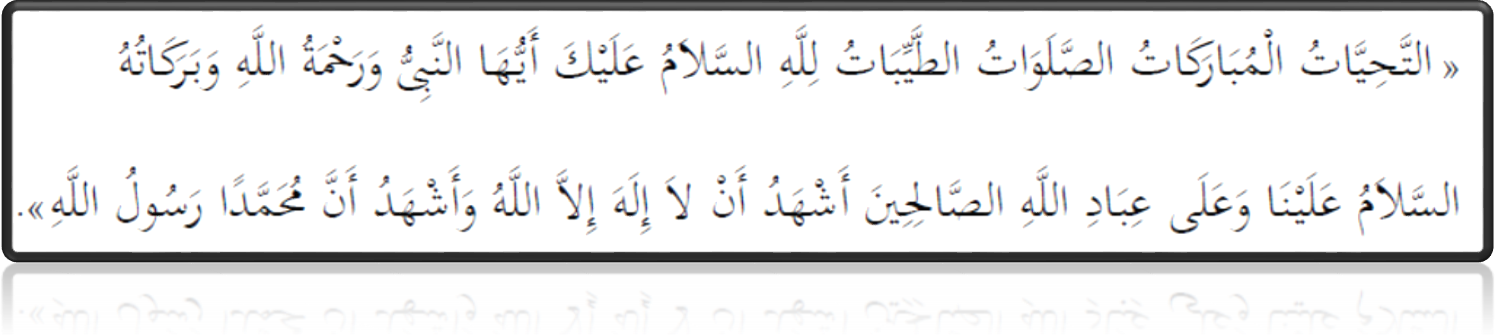 « التَّحِيَّاتُ الْمُبَارَكَاتُ الصَّلَوَاتُ الطَّيِّبَاتُ لِلَّهِ السَّلاَمُ عَلَيْكَ أَيُّهَا النَّبِىُّ وَرَحْمَةُ اللَّهِ وَبَرَكَاتُهُ
السَّلاَمُ عَلَيْنَا وَعَلَى عِبَادِ اللَّهِ الصَّالِحِينَ أَشْهَدُ أَنْ لاَ إِلَهَ إِلاَّ اللَّهُ وَأَشْهَدُ أَنَّ مُحَمَّدًا رَسُولُ اللَّهِ ».